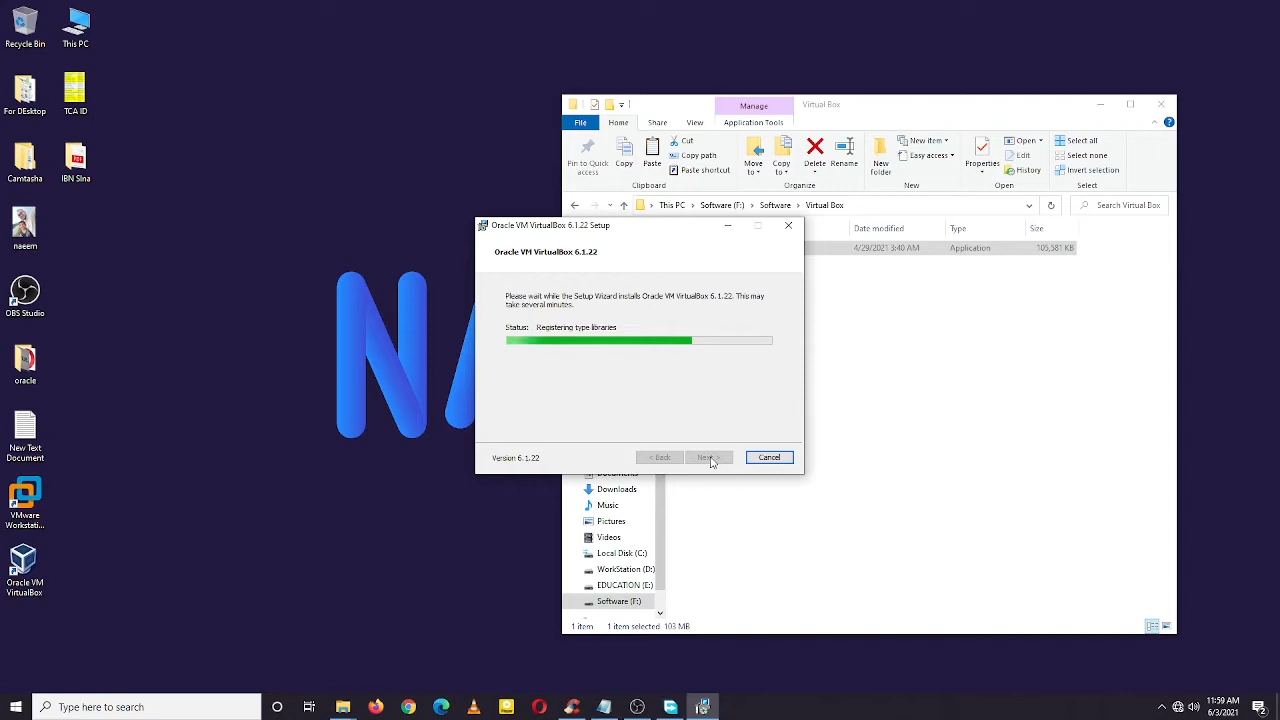 Recycle Bin
This PC
For DEsktop
TCA ID
Camtasha
IBN SIna
naeem
OBS Studio
oracle
New Text
Document
VMware
Workstati...
Oracle VM
VirtualBox
Manage
Virtual Box
File
Home
Share
View
Application Tools
Pin to Quick
access
Copy
Paste
Cut
Copy path
Paste shortcut
Clipboard
Move
to
Copy
to
Delete
Rename
Organize
New
folder
New item
Easy access
New
Properties
Open
Edit
History
Open
Select all
Select none
Invert selection
Select
This PC > Software (F:) > Software > Virtual Box
Search Virtual Box
Date modified
Type
Size
4/29/2021 3:40 AM
Application
105,581 KB
Oracle VM VirtualBox 6.1.22 Setup
Oracle VM VirtualBox 6.1.22
Please wait while the Setup Wizard installs Oracle VM VirtualBox 6.1.22. This may
take several minutes.
Status: Registering type libraries
Version 6.1.22
< Back
Next >
Cancel
Documents
Downloads
Music
Pictures
Videos
Local Disk (C:)
WorkStation (D:)
EDUCATION (E:)
Software (F:)
1 item
1 item selected 103 MB
Type here to search
11:59 AM
6/3/2021